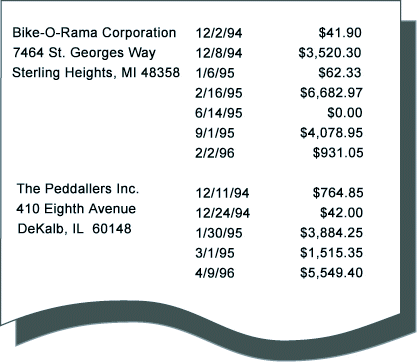 Bike-O-Rama Corporation 12/2/94 $41.90
7464 St. Georges Way 12/8/94 $3,520.30
Sterling Heights, MI 48358 1/6/95 $62.33
2/16/95 $6,682.97
6/14/95 $0.00
9/1/95 $4,078.95
2/2/96 $931.05
The Peddallers Inc. 12/11/94 $764.85
410 Eighth Avenue 12/24/94 $42.00
DeKalb, IL 60148 1/30/95 $3,884.25
3/1/95 $1,515.35
4/9/96 $5,549.40